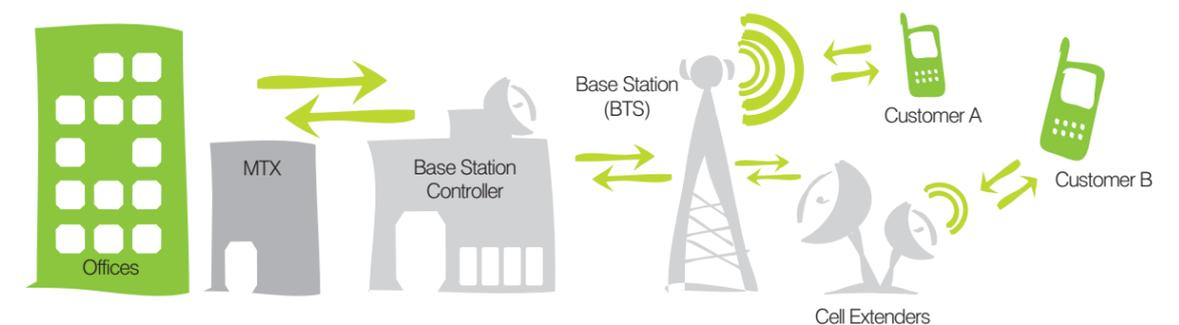 Offices
MTX
Base Station
Controller
Base Station
(BTS)
Customer A
Customer B
Cell Extenders